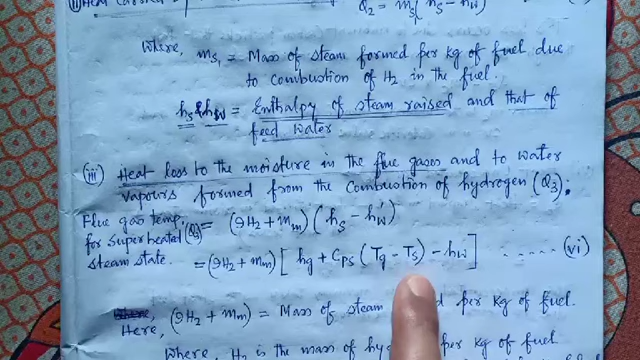 (ii) Heat carried by
Q2 = ms (hs - hw)
Where, ms, = Mass of steam formed per kg of fuel due
to combustion of H2 in the fuel.
hs & hw = Enthalpy of steam raised and that of
feed water
(iii) Heat loss to the moisture in the flue gases and to water
vapours formed from the combustion of hydrogen (Q3).
Flue gas temp. for superheated steam state. (Q3) = (9H2 + mm) (hs - h'w)
= (9H2 + mm) [ hg + Cps (Tg - Ts) - hw ] ...... (vi)
Here, (9H2 + mm) = Mass of steam per kg of fuel.
Where, H2 is the mass of per kg of fuel.